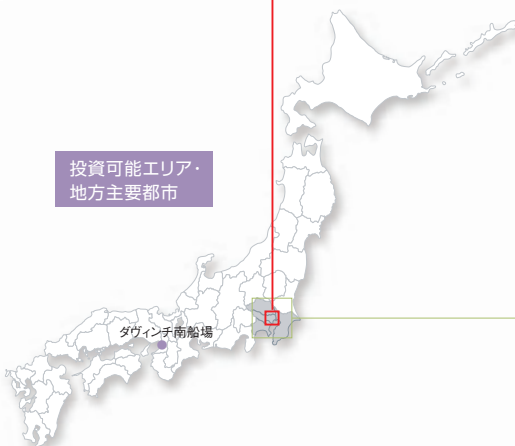 投資可能エリア・
地方主要都市
ダヴィンチ南船場